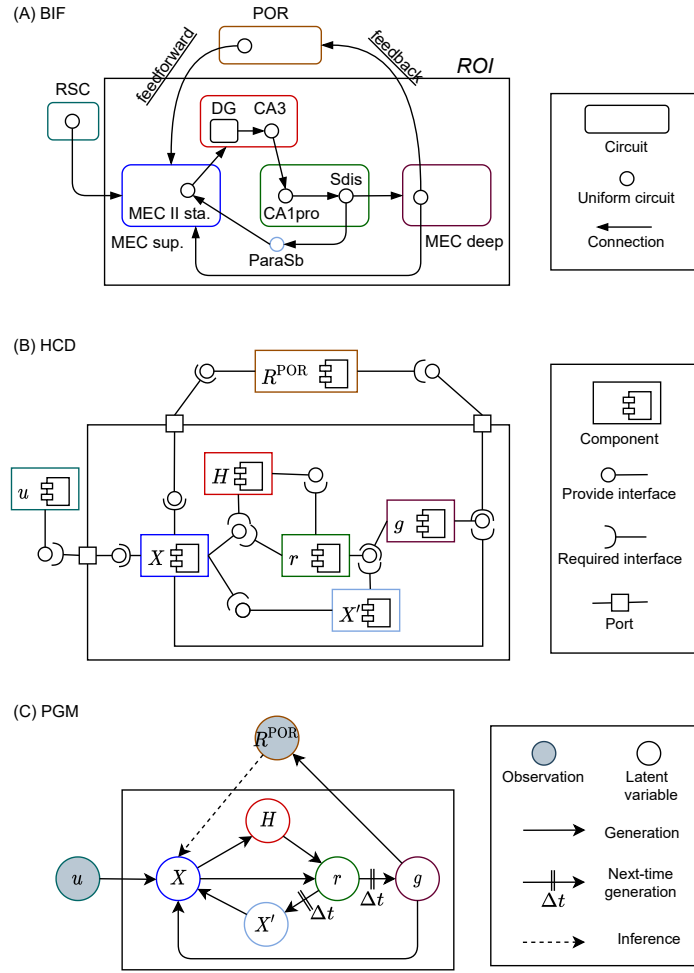 (A) BIF
POR
feedforward
feedback
ROI
RSC
DG
CA3
Sdis
MEC II sta.
CA1pro
MEC sup.
ParaSb
MEC deep
Circuit
Uniform circuit
Connection
(B) HCD
R^POR
u
H
g
X
r
X'
Component
Provide interface
Required interface
Port
(C) PGM
R^POR
H
u
X
r
g
Δt
Δt
X'
Observation
Latent
variable
Generation
Next-time
generation
Δt
Inference